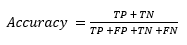 Accuracy = TP + TN / TP + FP + TN + FN